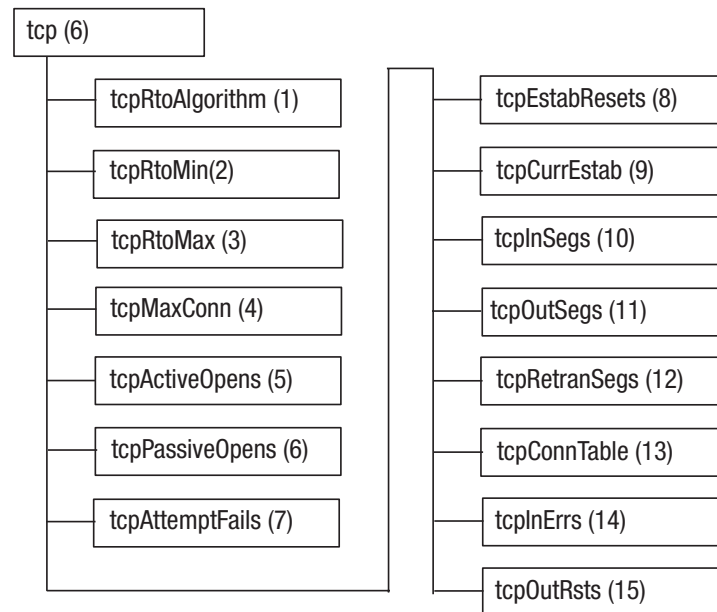 tcp (6)
tcpRtoAlgorithm (1)
tcpRtoMin(2)
tcpRtoMax (3)
tcpMaxConn (4)
tcpActiveOpens (5)
tcpPassiveOpens (6)
tcpAttemptFails (7)
tcpEstabResets (8)
tcpCurrEstab (9)
tcpInSegs (10)
tcpOutSegs (11)
tcpRetranSegs (12)
tcpConnTable (13)
tcpInErrs (14)
tcpOutRsts (15)